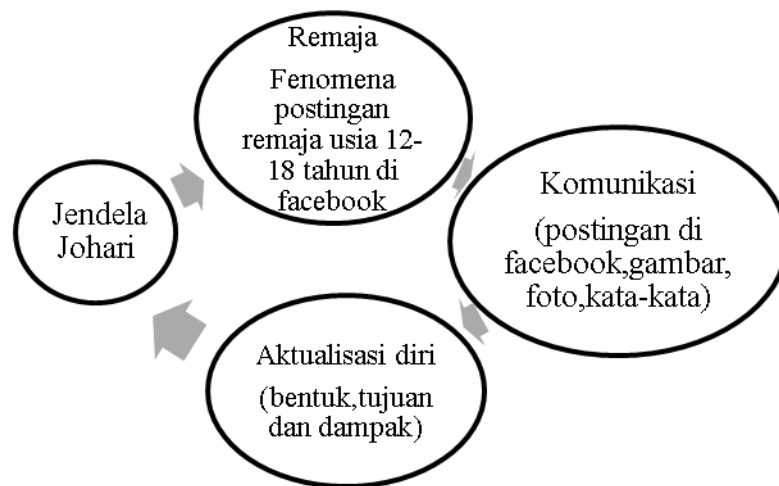 Remaja
Fenomena
postingan
remaja usia 12-
18 tahun di
facebook
Komunikasi
(postingan di
facebook,gambar,
foto,kata-kata)
Aktualisasi diri
(bentuk,tujuan
dan dampak)
Jendela
Johari